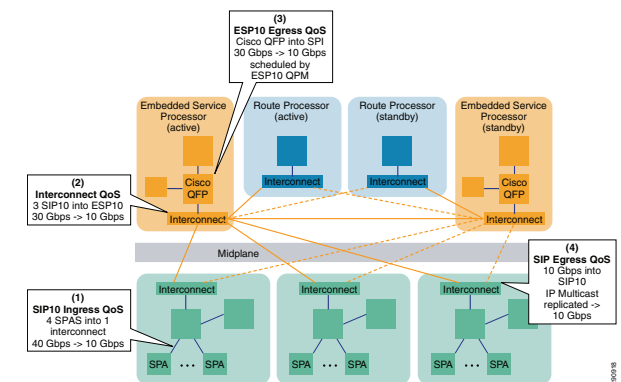 (3)
ESP10 Egress QoS
Cisco QFP into SPI
30 Gbps -> 10 Gbps
scheduled by
ESP10 QPM
Embedded Service
Processor
(active)
Route Processor
(active)
Route Processor
(standby)
Embedded Service
Processor
(standby)
Cisco
QFP
Interconnect
Interconnect
Interconnect
Cisco
QFP
Interconnect
(2)
Interconnect QoS
3 SIP10 into ESP10
30 Gbps -> 10 Gbps
Midplane
(4)
SIP Egress QoS
10 Gbps into
SIP10
IP Multicast
replicated ->
10 Gbps
(1)
SIP10 Ingress QoS
4 SPAS into 1
interconnect
40 Gbps -> 10 Gbps
Interconnect
Interconnect
Interconnect
SPA ••• SPA
SPA ••• SPA
SPA ••• SPA
90918